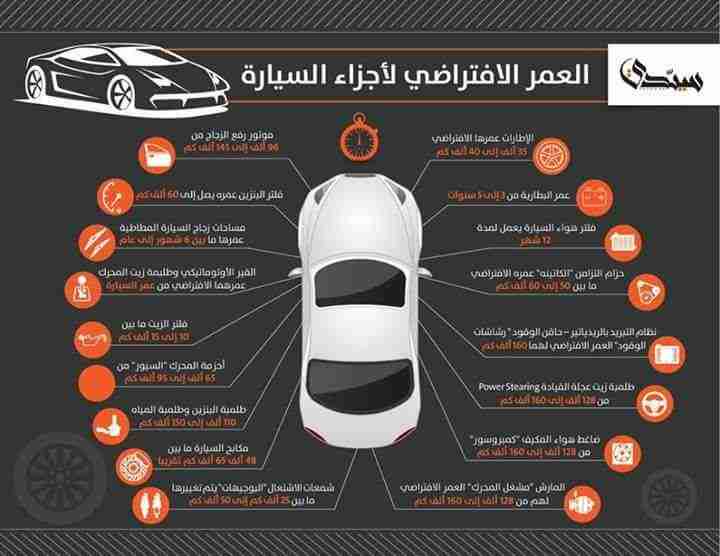 العمر الافتراضي لأجزاء السيارة
سيدتي
الإطارات عمرها الافتراضي
35 ألف إلى 40 ألف كم
عمر البطارية من 3 إلى 5 سنوات
فلتر هواء السيارة يعمل لمدة
12 شهر
حزام التزامن "الكاتينه" عمره الافتراضي
ما بين 50 إلى 60 ألف كم
نظام التبريد بالريدياتير – حاقن الوقود" رشاشات
الوقود" العمر الافتراضي لهما 160 ألف كم
طلمبة زيت عجلة القيادة Power Stearing
من 128 ألف إلى 160 ألف كم
ضاغط هواء المكيف "كمبروسور"
من 128 ألف إلى 160 ألف كم
المارش "مشغل المحرك" العمر الافتراضي
لهم من 128 ألف إلى 160 ألف كم
موتور رفع الزجاج من
96 ألف إلى 145 ألف كم
فلتر البنزين عمره يصل إلى 60 ألف كم
مساحات زجاج السيارة المطاطية
عمرها ما بين 6 شهور إلى عام
الفير الأوتوماتيكي وطلمبة زيت المحرك
عمرهما الافتراضي من عمر السيارة
فلتر الزيت ما بين
10 إلى 15 ألف كم
أحزمة المحرك "السيور" من
65 ألف إلى 95 ألف كم
طلمبة البنزين وطلمبة المياه
110 ألف إلى 130 ألف كم
مكابح السيارة ما بين
48 ألف 65 ألف كم تقريبا
شمعات الاشتعال "البوجيهات" يتم تغييرها
ما بين 25 ألف كم إلى 50 ألف كم